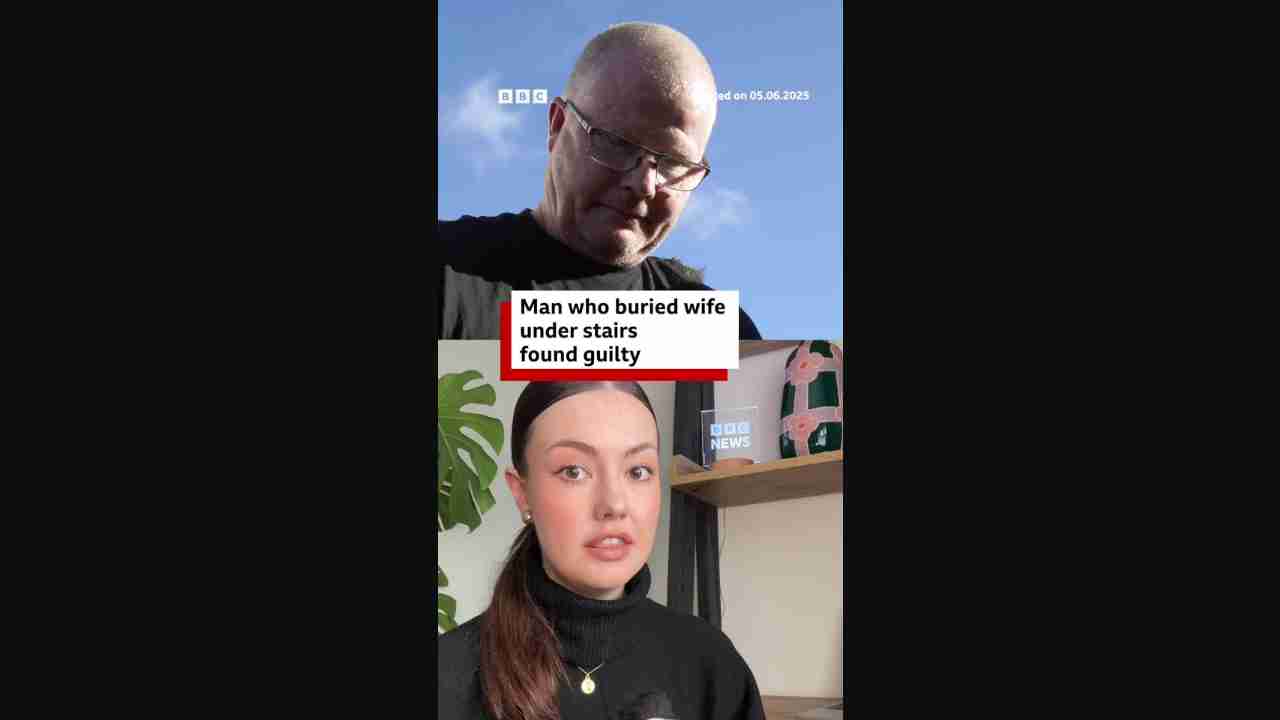 BBC
ed on 05.06.2025
Man who buried wife
under stairs
found guilty
BBC
NEWS